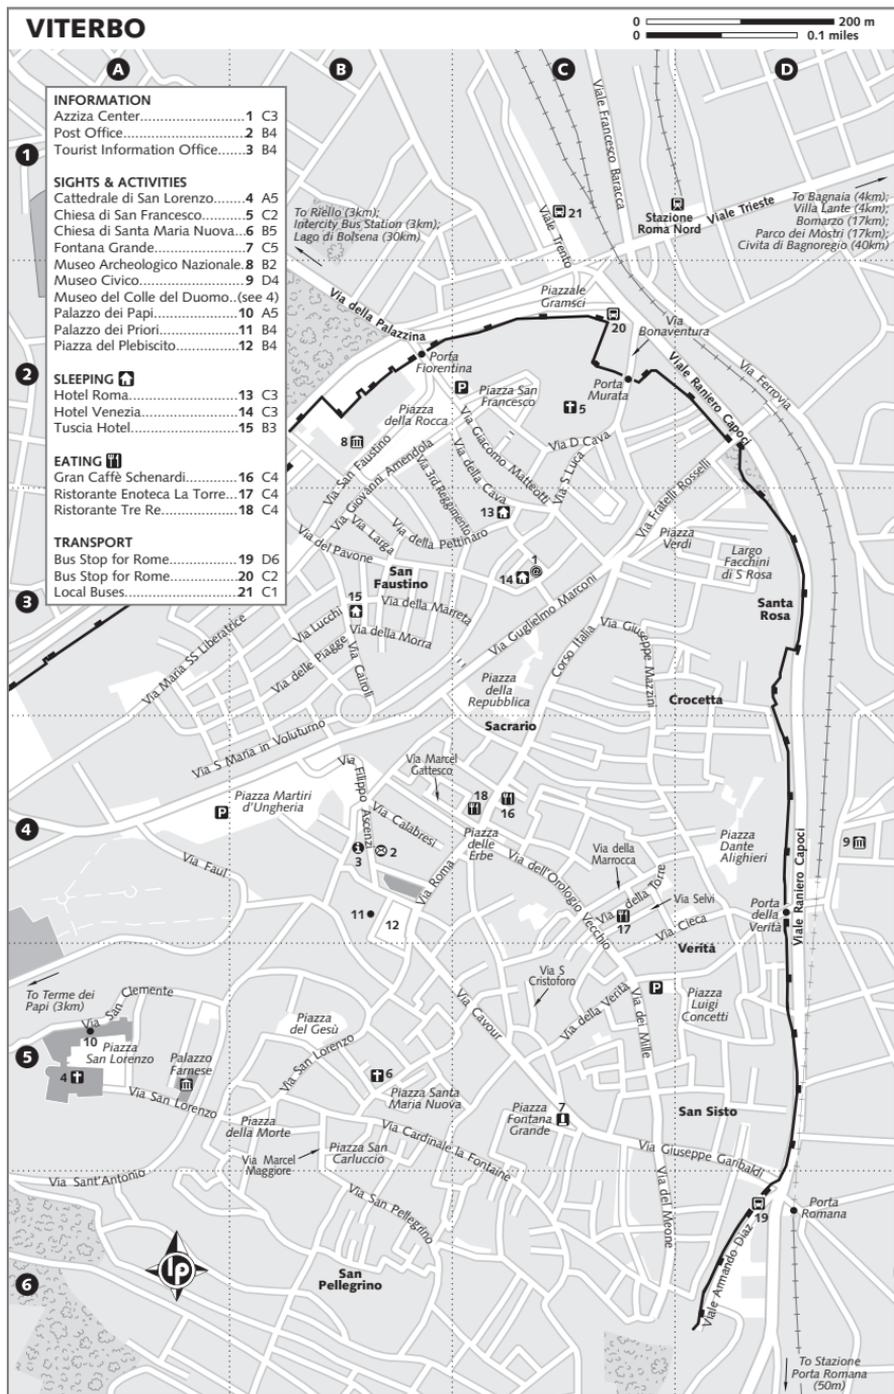 VITERBO
0 200 m
0 0.1 miles
A
B
C
D
INFORMATION
Azziza Center............................1 C3
Post Office.................................2 B4
Tourist Information Office.......3 B4
SIGHTS & ACTIVITIES
Cattedrale di San Lorenzo......4 A5
Chiesa di San Francesco.........5 C2
Chiesa di Santa Maria Nuova..6 B5
Fontana Grande.....................7 C5
Museo Archeologico Nazionale.8 B2
Museo Civico.........................9 D4
Museo del Colle del Duomo..(see 4)
Palazzo dei Papi....................10 A5
Palazzo dei Priori..................11 B4
Piazza del Plebiscito..............12 B4
SLEEPING
Hotel Roma...........................13 C3
Hotel Venezia.......................14 C3
Tuscia Hotel.........................15 B3
EATING
Gran Caffè Schenardi............16 C4
Ristorante Enoteca La Torre...17 C4
Ristorante Tre Re..................18 C4
TRANSPORT
Bus Stop for Rome................19 D6
Bus Stop for Rome................20 C2
Local Buses...........................21 C1
1
To Riello (3km);
Intercity Bus Station (3km);
Lago di Bolsena (30km)
21
Viale Trento
Viale Francesco Baracca
Stazione
Roma Nord
Viale Trieste
To Bagnaia (4km);
Villa Lante (4km);
Bomarzo (17km);
Parco dei Mostri (17km);
Civita di Bagnoregio (40km)
Via della Palazzina
Piazzale
Gramsci
20
Via
Bonaventura
2
Porta
Fiorentina
P
Piazza San
Francesco
5
Porta
Murata
Viale Raniero Capoci
Via Ferrovia
Piazza
della Rocca
8
Via San Faustino
Via Giovanni Amendola
Via Giacomo Matteotti
Via della Cava
Via 3rd Reggimento
Via D Cava
Via S Luca
Via Fratelli Rosselli
13
Via Largo
Via della Pettinaro
Via del Pavone
Piazza
Verdi
Largo
Facchini
di S Rosa
San
Faustino
1
@
14
3
15
Via della Marreta
Via Lucchi
Via della Morra
Via delle Piagge
Via Cairoli
Via Maria SS Liberatrice
Via Guglielmo Marconi
Corso Italia
Via Giuseppe Mazzini
Santa
Rosa
Piazza
della
Repubblica
Crocetta
Sacrario
Via S Maria in Voluturno
Via Marcel
Gattesco
Piazza Martiri
d'Ungheria
P
Via Filippo Ascenzi
Via Calabresi
18
16
4
Piazza
delle
Erbe
3
2
Via Faul
Via Roma
Via dell'Orologio Vecchio
Via della
Marrocca
Piazza
Dante
Alighieri
Viale Raniero Capoci
9
Via della Torre
Via Selvi
17
Via Cieca
Porta
della
Verità
11
12
Verità
Via S
Cristoforo
To Terme dei
Papi (3km)
Via San Clemente
P
Piazza
Luigi
Concetti
Piazza
del Gesù
Via Cavour
Via della Verità
Via dei Mille
5
10
Piazza
San Lorenzo
4
Palazzo
Farnese
Via San Lorenzo
Via San Lorenzo
6
Piazza Santa
Maria Nuova
7
Piazza
Fontana
Grande
San Sisto
Piazza
della Morte
Via Cardinale la Fontaine
Piazza San
Carluccio
Via Marcel
Maggiore
Via Giuseppe Garibaldi
Via Sant'Antonio
Via San Pellegrino
Via del Meone
19
Porta
Romana
Viale Armando Diaz
6
lp
San
Pellegrino
To Stazione
Porta Romana
(50m)